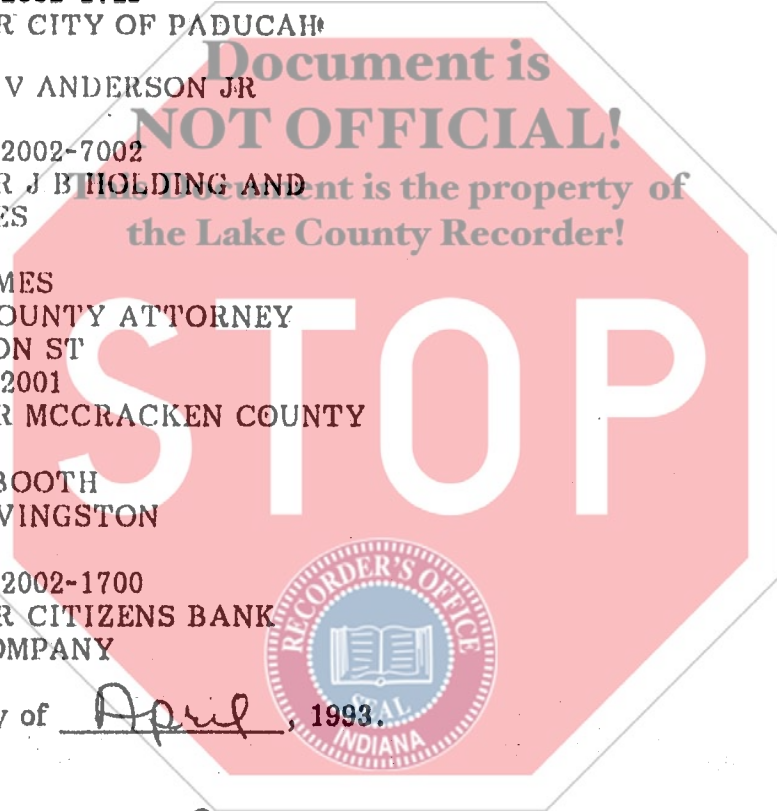 R CITY OF PADUCAH
Document is
V ANDERSON JR
NOT OFFICIAL!
2002-7002
R J B HOLDING AND
This Document is the property of
ES
the Lake County Recorder!
MES
OUNTY ATTORNEY
ON ST
2001
R MCCRACKEN COUNTY
STOP
BOOTH
VINGSTON
2002-1700
R CITIZENS BANK
OMPANY
y of April, 1993.
RECORDER'S OFFICE
SEAL
INDIANA